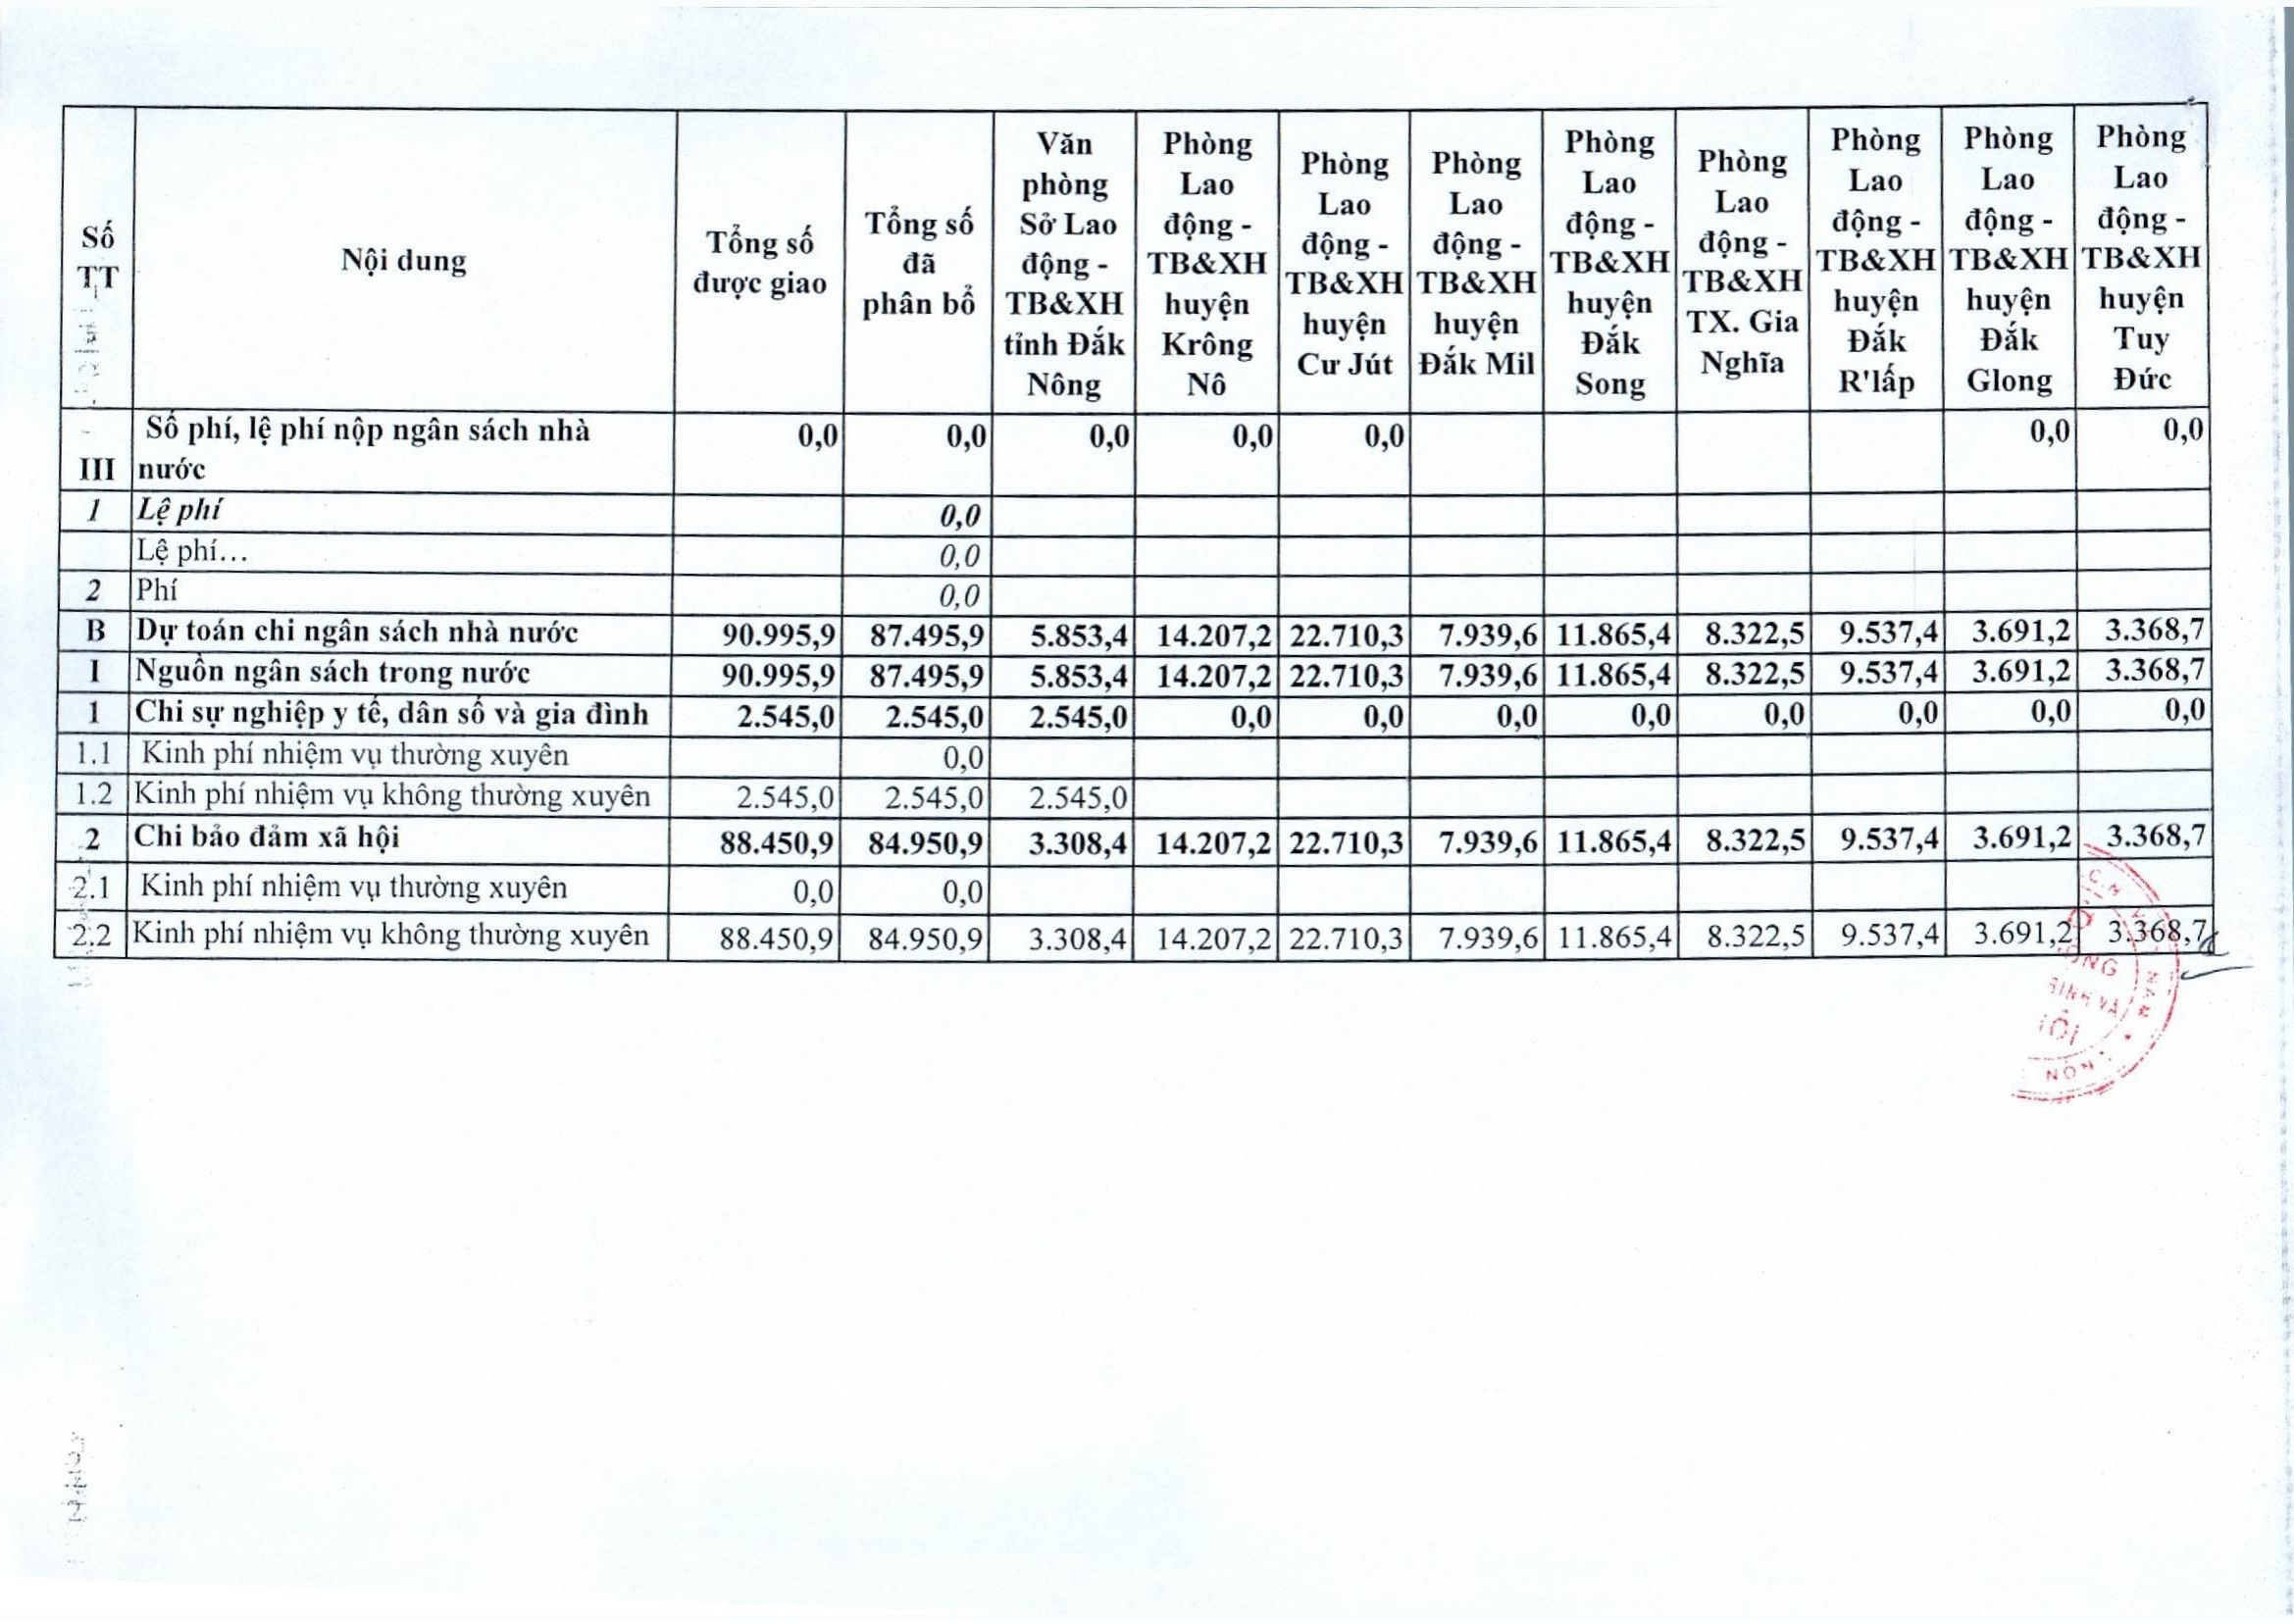 Số TT | Nội dung | Tổng số được giao | Tổng số đã phân bổ | Văn phòng Sở Lao động - TB&XH tỉnh Đắk Nông | Phòng Lao động - TB&XH huyện Krông Nô | Phòng Lao động - TB&XH huyện Cư Jút | Phòng Lao động - TB&XH huyện Đắk Mil | Phòng Lao động - TB&XH huyện Đắk Song | Phòng Lao động - TB&XH TX. Gia Nghĩa | Phòng Lao động - TB&XH huyện Đắk R'lấp | Phòng Lao động - TB&XH huyện Đắk Glong | Phòng Lao động - TB&XH huyện Tuy Đức
III | Số phí, lệ phí nộp ngân sách nhà nước | 0,0 | 0,0 | 0,0 | 0,0 | 0,0 | | | | | 0,0 | 0,0
1 | Lệ phí | | 0,0
Lệ phí... | | 0,0
2 | Phí | | 0,0
B | Dự toán chi ngân sách nhà nước | 90.995,9 | 87.495,9 | 5.853,4 | 14.207,2 | 22.710,3 | 7.939,6 | 11.865,4 | 8.322,5 | 9.537,4 | 3.691,2 | 3.368,7
I | Nguồn ngân sách trong nước | 90.995,9 | 87.495,9 | 5.853,4 | 14.207,2 | 22.710,3 | 7.939,6 | 11.865,4 | 8.322,5 | 9.537,4 | 3.691,2 | 3.368,7
1 | Chi sự nghiệp y tế, dân số và gia đình | 2.545,0 | 2.545,0 | 2.545,0 | 0,0 | 0,0 | 0,0 | 0,0 | 0,0 | 0,0 | 0,0 | 0,0
1.1 | Kinh phí nhiệm vụ thường xuyên | | 0,0
1.2 | Kinh phí nhiệm vụ không thường xuyên | 2.545,0 | 2.545,0 | 2.545,0
2 | Chi bảo đảm xã hội | 88.450,9 | 84.950,9 | 3.308,4 | 14.207,2 | 22.710,3 | 7.939,6 | 11.865,4 | 8.322,5 | 9.537,4 | 3.691,2 | 3.368,7
2.1 | Kinh phí nhiệm vụ thường xuyên | 0,0 | 0,0
2.2 | Kinh phí nhiệm vụ không thường xuyên | 88.450,9 | 84.950,9 | 3.308,4 | 14.207,2 | 22.710,3 | 7.939,6 | 11.865,4 | 8.322,5 | 9.537,4 | 3.691,2 | 3.368,7